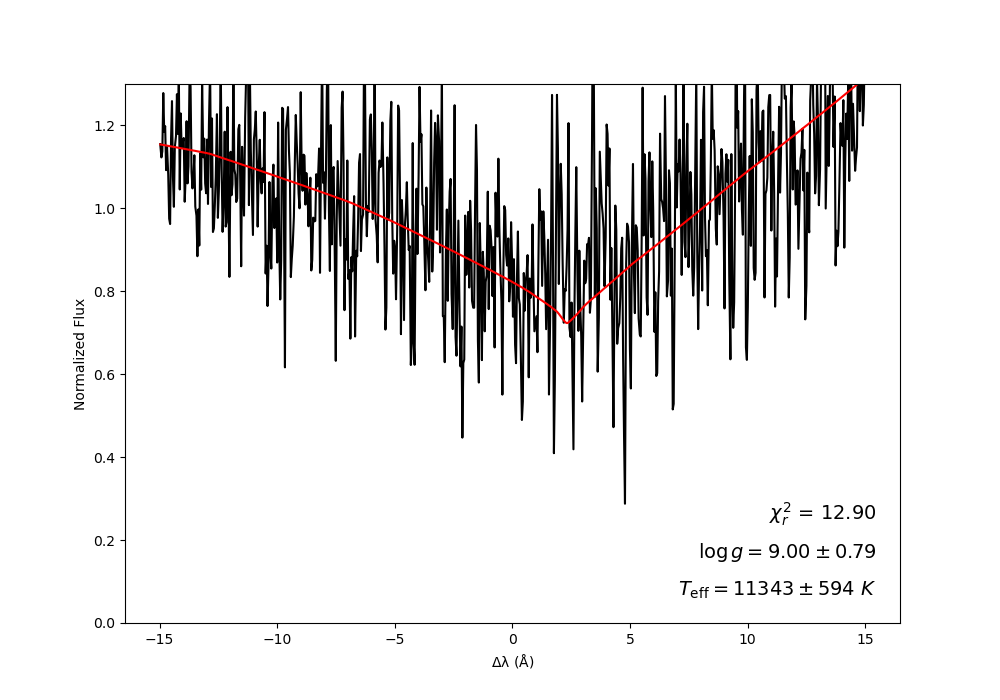 1.2
1.0
0.8
0.6
0.4
0.2
0.0
Normalized Flux
χ²ᵣ = 12.90
log g = 9.00 ± 0.79
T_eff = 11343 ± 594 K
−15 −10 −5 0 5 10 15
Δλ (Å)